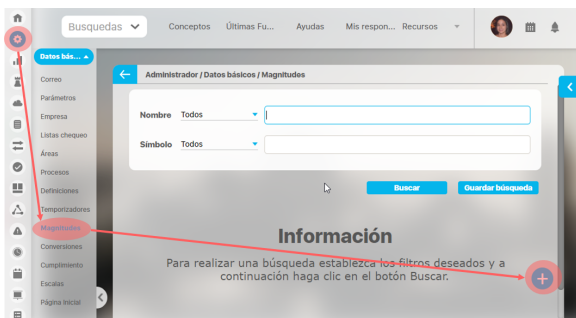 Busquedas
Conceptos
Últimas Fu...
Ayudas
Mis respon...
Recursos
Datos bás...
Administrador / Datos básicos / Magnitudes
Correo
Parámetros
Empresa
Listas chequeo
Áreas
Procesos
Definiciones
Temporizadores
Magnitudes
Conversiones
Cumplimiento
Escalas
Página Inicial
Nombre Todos
Símbolo Todos
Buscar
Guardar búsqueda
Información
Para realizar una búsqueda establezca los filtros deseados y a
continuación haga clic en el botón Buscar.